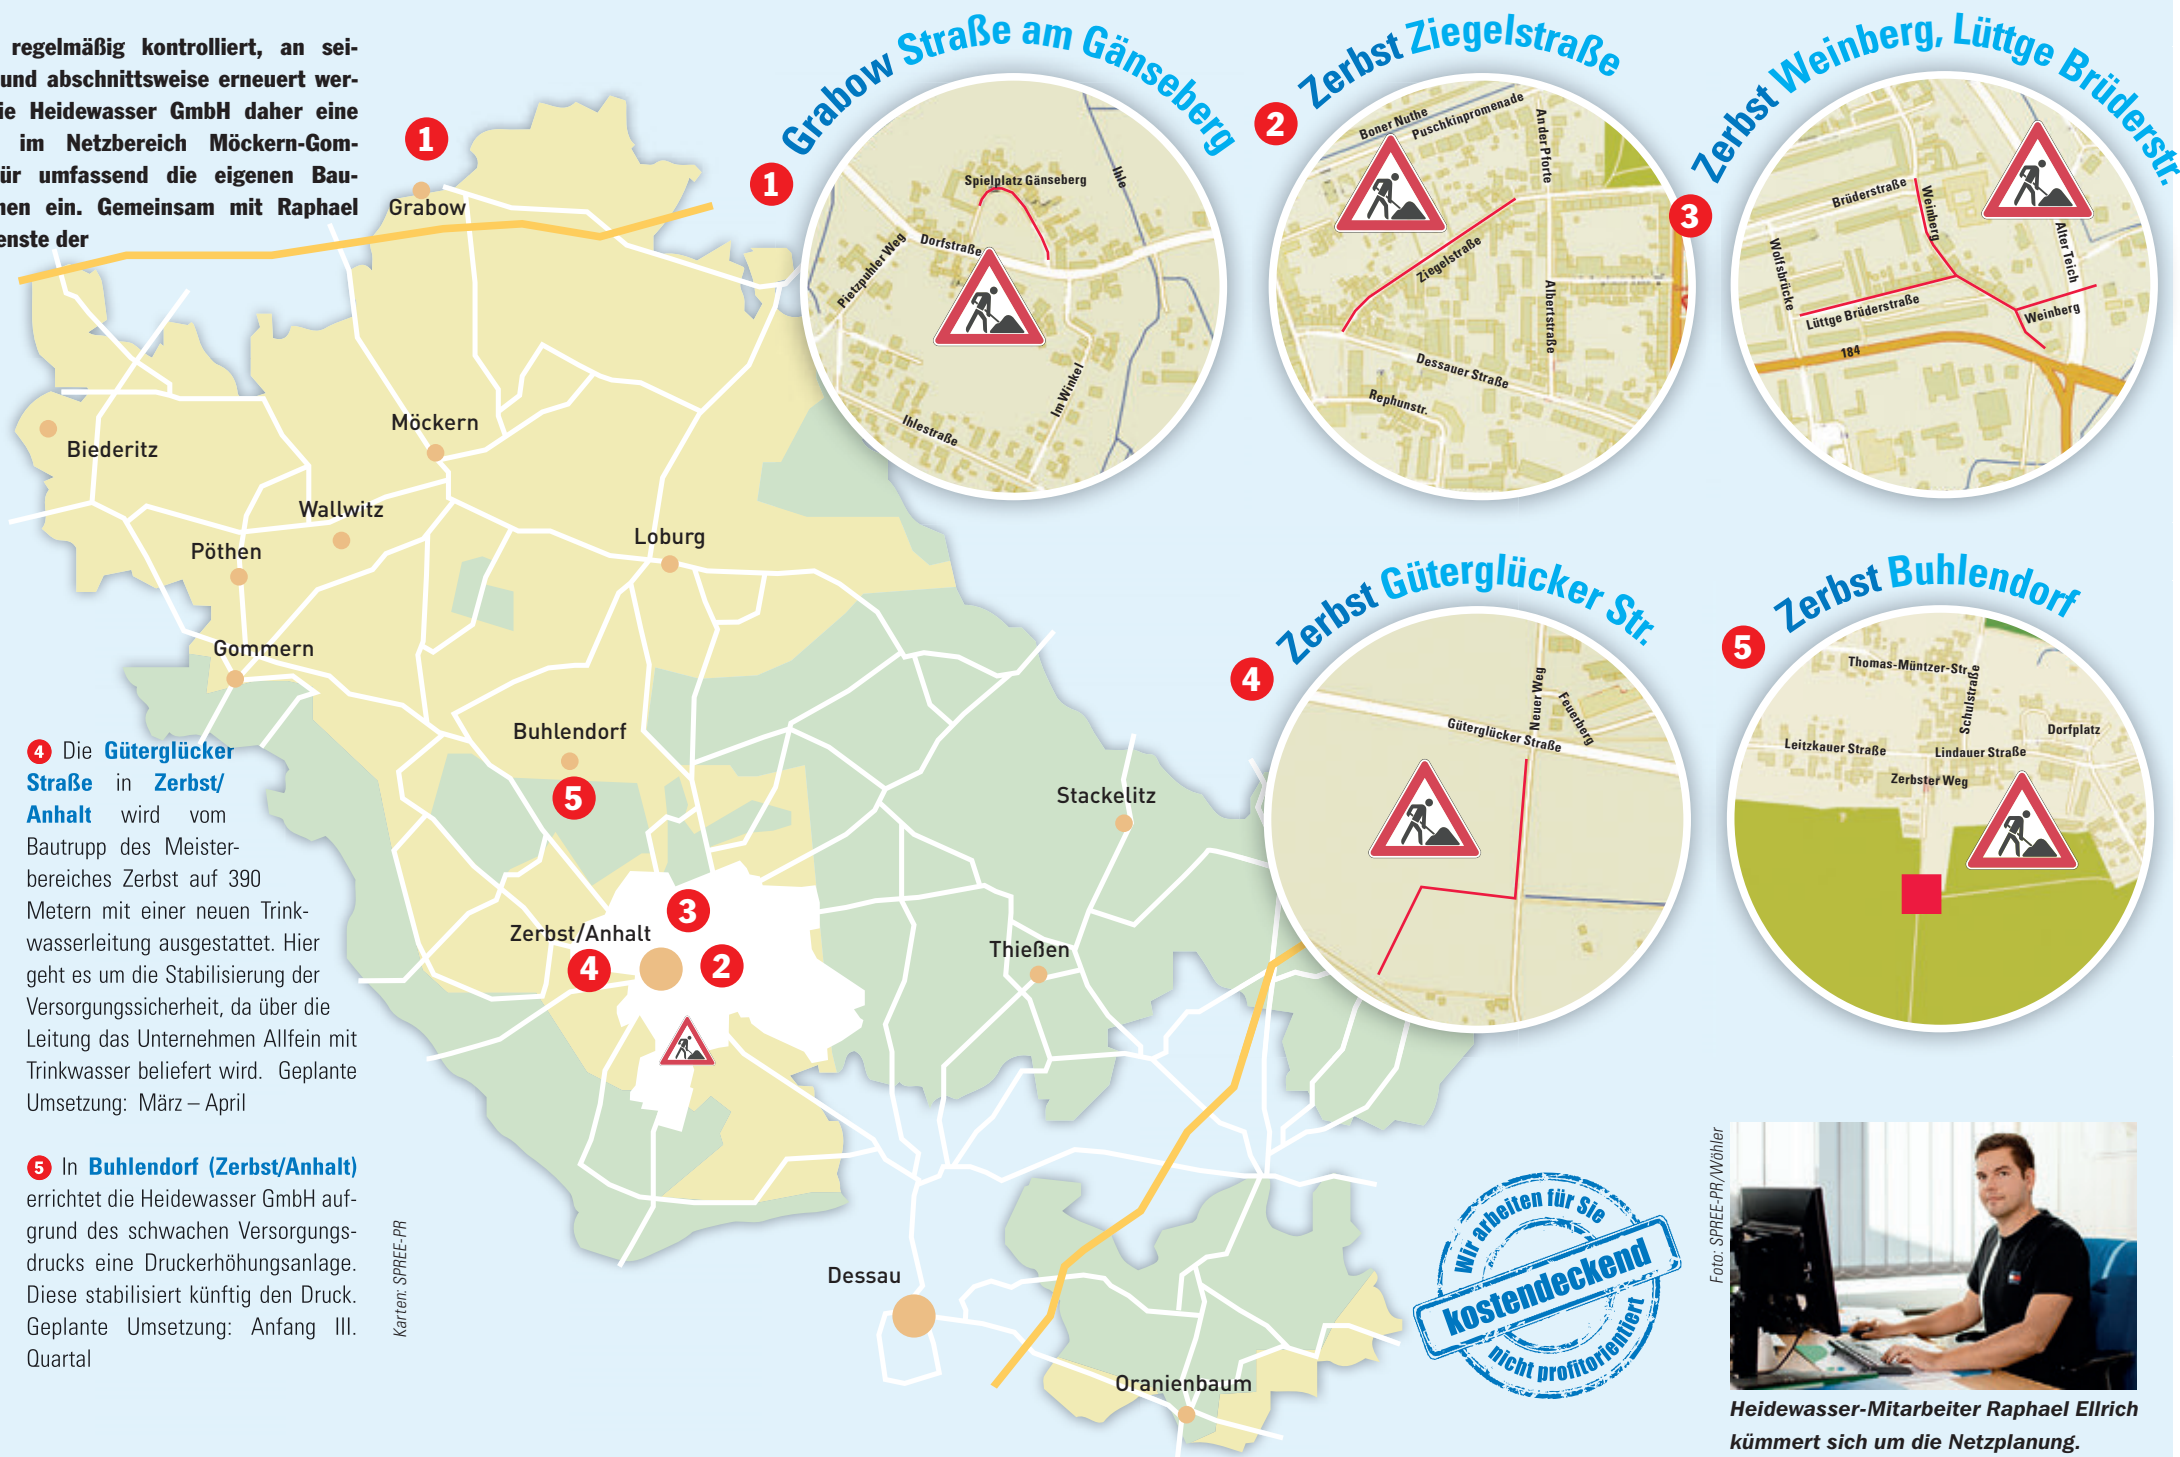 regelmäßig kontrolliert, an sei-
und abschnittsweise erneuert wer-
ie Heidewasser GmbH daher eine
im Netzbereich Möckern-Gom-
ür umfassend die eigenen Bau-
nen ein. Gemeinsam mit Raphael
enste der
1
Grabow
Biederitz
Möckern
Wallwitz
Pöthen
Loburg
Gommern
Buhlendorf
5
Stackelitz
3
Zerbst/Anhalt
4
2
Thießen
Dessau
Oranienbaum
4 Die Güterglücker
Straße in Zerbst/
Anhalt wird vom
Bautrupp des Meister-
bereiches Zerbst auf 390
Metern mit einer neuen Trink-
wasserleitung ausgestattet. Hier
geht es um die Stabilisierung der
Versorgungssicherheit, da über die
Leitung das Unternehmen Allfein mit
Trinkwasser beliefert wird. Geplante
Umsetzung: März – April
5 In Buhlendorf (Zerbst/Anhalt)
errichtet die Heidewasser GmbH auf-
grund des schwachen Versorgungs-
drucks eine Druckerhöhungsanlage.
Diese stabilisiert künftig den Druck.
Geplante Umsetzung: Anfang III.
Quartal
Karten: SPREE-PR
1
Grabow Straße am Gänseberg
Spielplatz Gänseberg
Ihle
Dorfstraße
Pietzpuhler Weg
Im Winkel
Ihlestraße
2
Zerbst Ziegelstraße
Boner Nuthe
Puschkinpromenade
An der Pforte
Ziegelstraße
Albertstraße
Dessauer Straße
Rephunstr.
3
Zerbst Weinberg, Lüttge Brüderstr.
Brüderstraße
Weinberg
Wolfsbrücke
Alter Teich
Lüttge Brüderstraße
Weinberg
184
4
Zerbst Güterglücker Str.
Neuer Weg
Feuerberg
Güterglücker Straße
5
Zerbst Buhlendorf
Thomas-Müntzer-Str.
Schulstraße
Dorfplatz
Leitzkauer Straße
Lindauer Straße
Zerbster Weg
Wir arbeiten für Sie
kostendeckend
nicht profitorientiert
Foto: SPREE-PR/Wöhler
Heidewasser-Mitarbeiter Raphael Ellrich
kümmert sich um die Netzplanung.